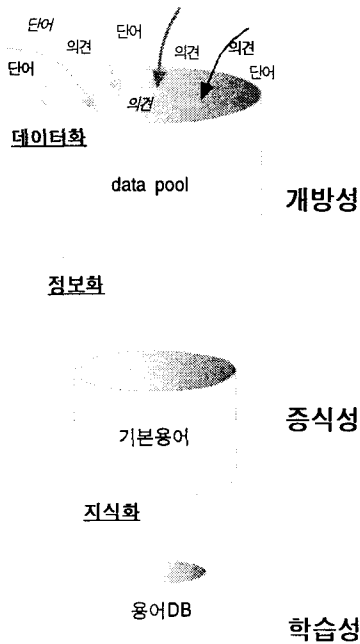 단어
단어
의견
의견
의견
단어
단어
의견
데이터화
data pool
개방성
정보화
기본용어
증식성
지식화
용어DB
학습성